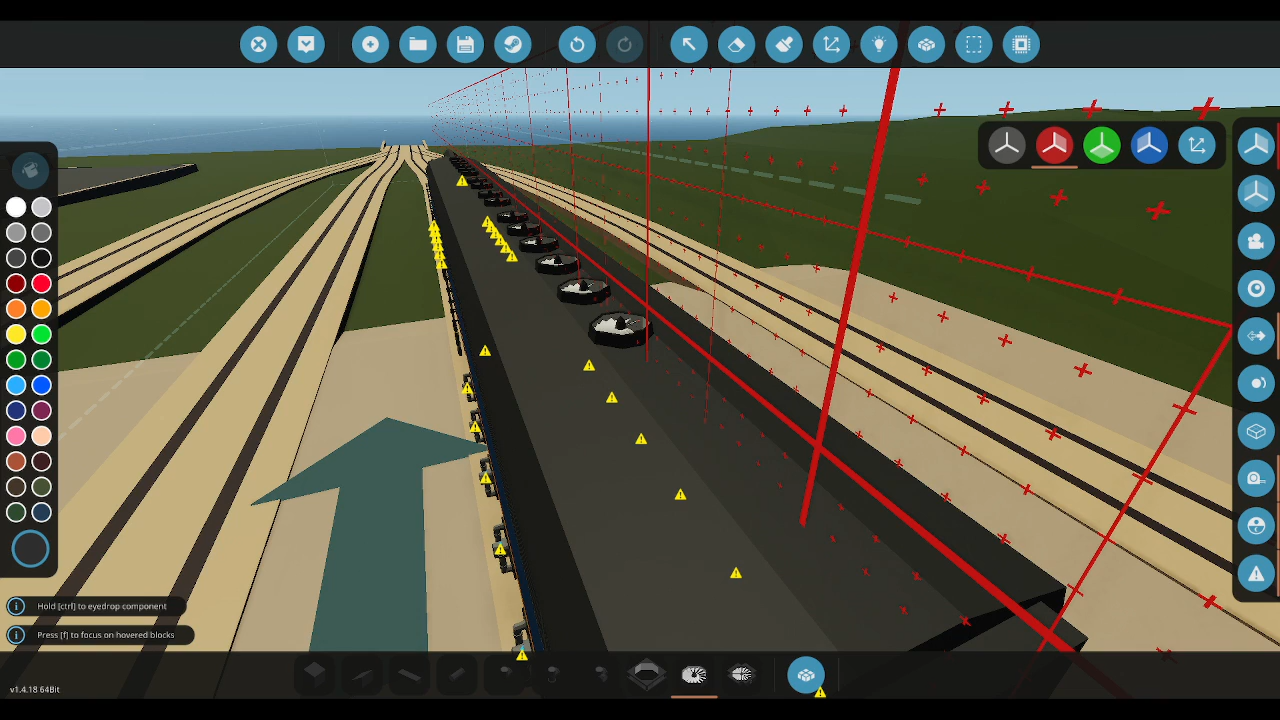 Hold [ctrl] to eyedrop component
Press [f] to focus on hovered blocks
v1.4.18 64Bit